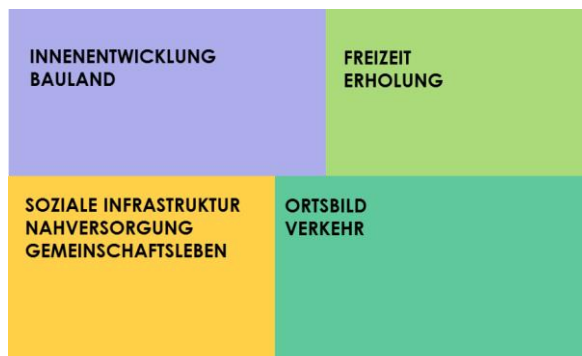 INNENENTWICKLUNG
BAULAND
FREIZEIT
ERHOLUNG
SOZIALE INFRASTRUKTUR
NAHVERSORGUNG
GEMEINSCHAFTSLEBEN
ORTSBILD
VERKEHR